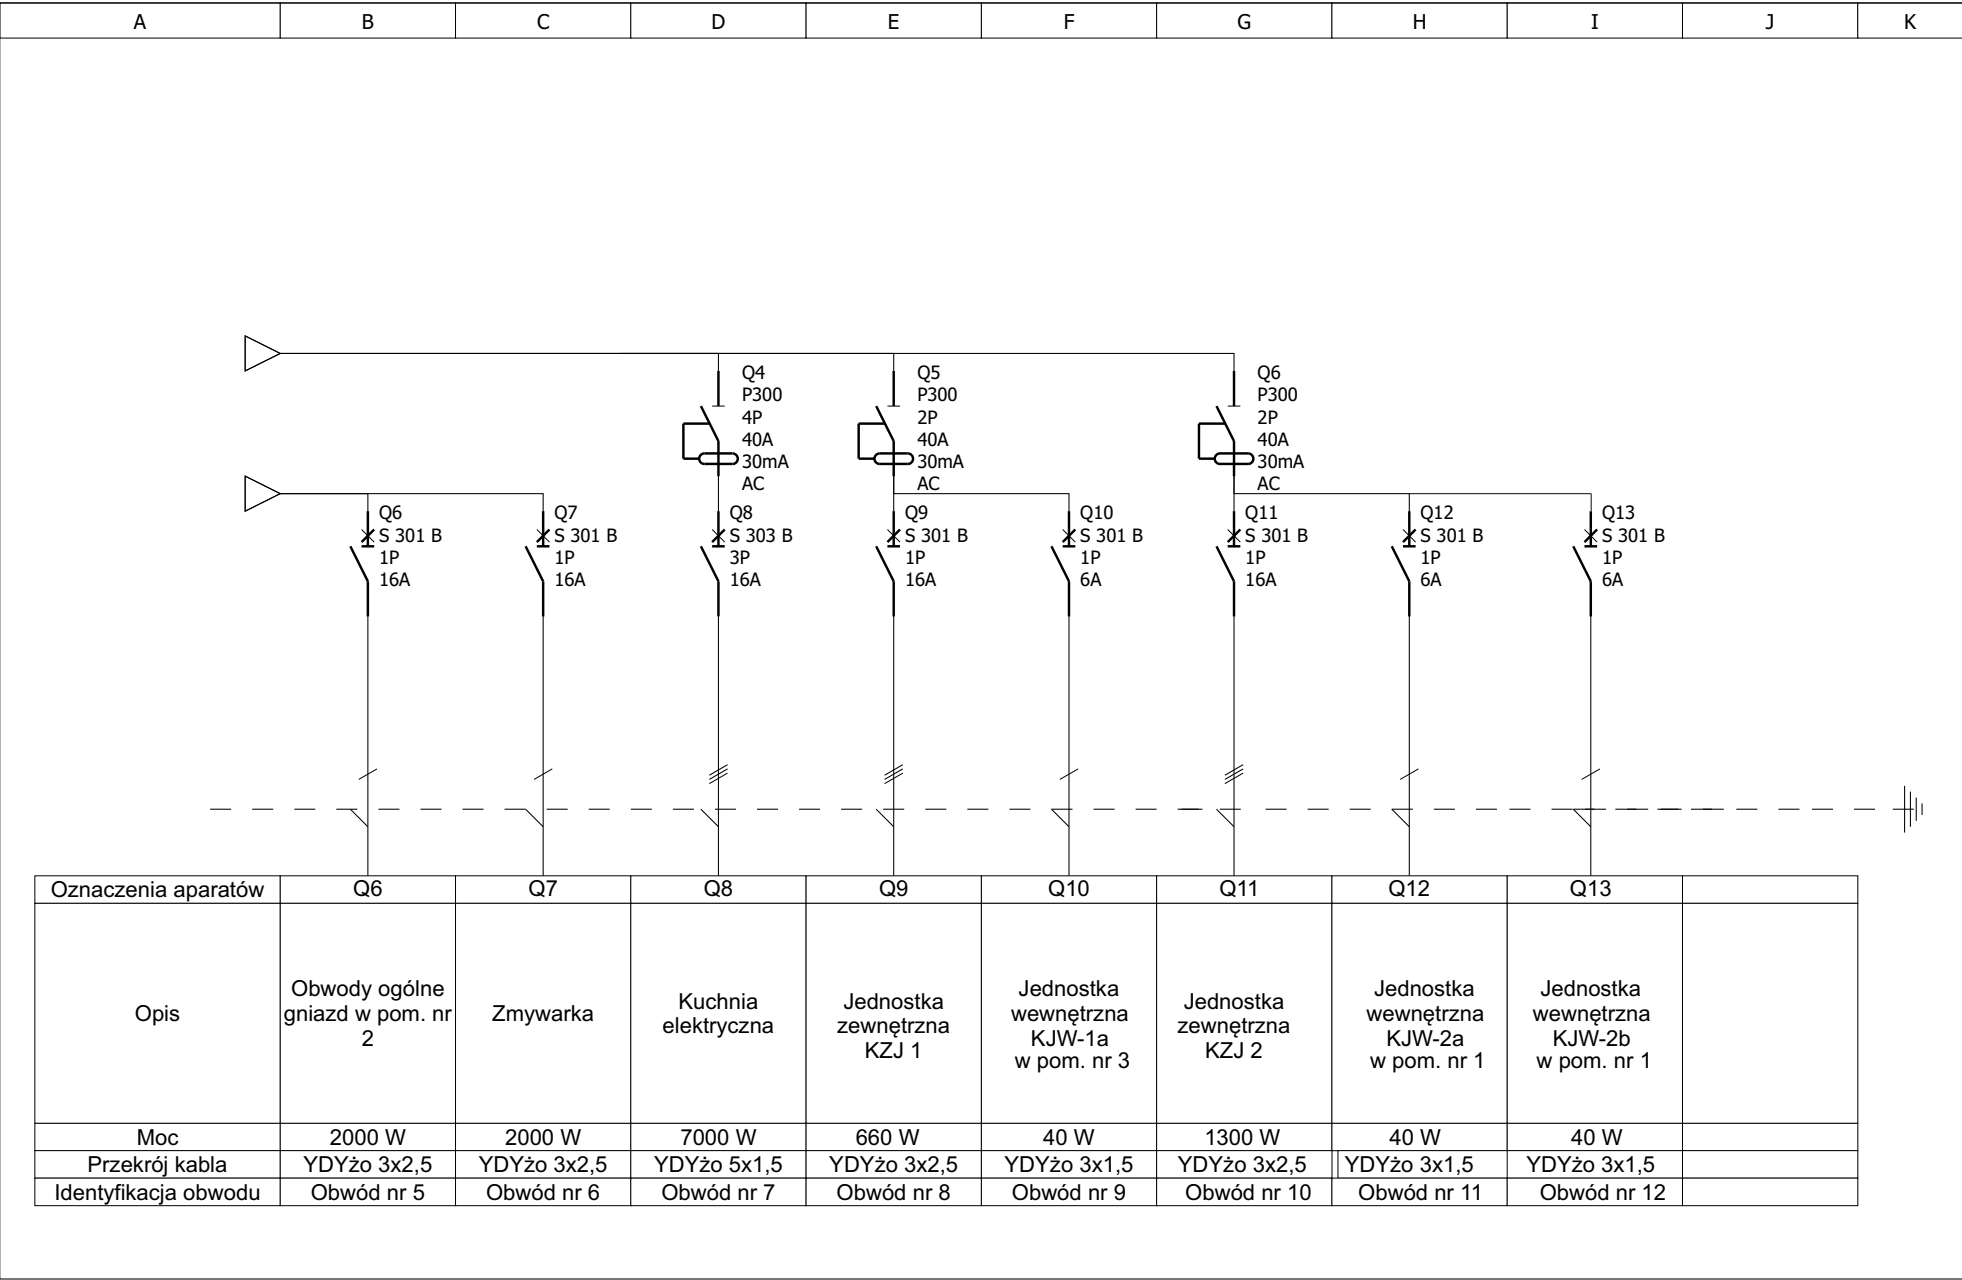 A B C D E F G H I J K
Q4
P300
4P
40A
30mA
AC
Q5
P300
2P
40A
30mA
AC
Q6
P300
2P
40A
30mA
AC
Q6
S 301 B
1P
16A
Q7
S 301 B
1P
16A
Q8
S 303 B
3P
16A
Q9
S 301 B
1P
16A
Q10
S 301 B
1P
6A
Q11
S 301 B
1P
16A
Q12
S 301 B
1P
6A
Q13
S 301 B
1P
6A
Oznaczenia aparatów Q6 Q7 Q8 Q9 Q10 Q11 Q12 Q13
Opis
Obwody ogólne
gniazd w pom. nr
2
Zmywarka
Kuchnia
elektryczna
Jednostka
zewnętrzna
KZJ 1
Jednostka
wewnętrzna
KJW-1a
w pom. nr 3
Jednostka
zewnętrzna
KZJ 2
Jednostka
wewnętrzna
KJW-2a
w pom. nr 1
Jednostka
wewnętrzna
KJW-2b
w pom. nr 1
Moc 2000 W 2000 W 7000 W 660 W 40 W 1300 W 40 W 40 W
Przekrój kabla YDYżo 3x2,5 YDYżo 3x2,5 YDYżo 5x1,5 YDYżo 3x2,5 YDYżo 3x1,5 YDYżo 3x2,5 YDYżo 3x1,5 YDYżo 3x1,5
Identyfikacja obwodu Obwód nr 5 Obwód nr 6 Obwód nr 7 Obwód nr 8 Obwód nr 9 Obwód nr 10 Obwód nr 11 Obwód nr 12